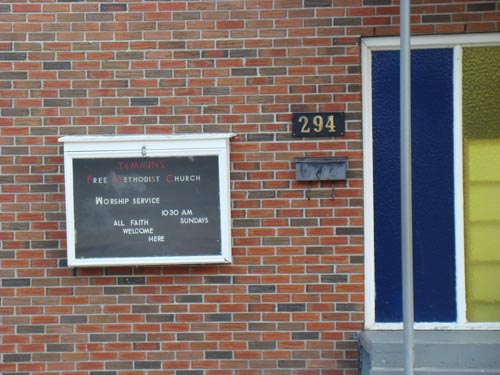 TIMMINS
FREE METHODIST CHURCH
WORSHIP SERVICE
10:30 AM
SUNDAYS
ALL FAITH
WELCOME
HERE
294